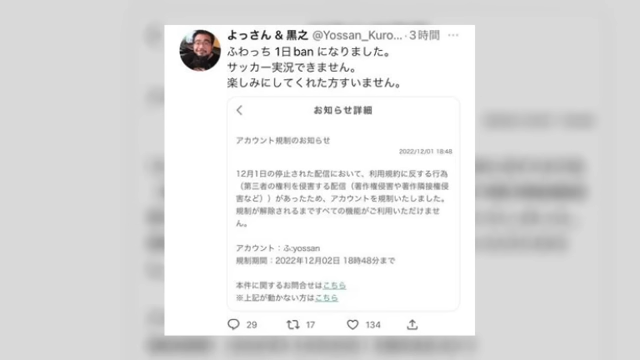 よっさん & 黒之 @Yossan_Kuro… · 3時間 …
ふわっち 1日ban になりました。
サッカー実況できません。
楽しみにしてくれた方すいません。
お知らせ詳細
アカウント規制のお知らせ
2022/12/01 18:48
12月1日の停止された配信において、利用規約に反する行為
（第三者の権利を侵害する配信（著作権侵害や著作隣接権侵
害など））があったため、アカウントを規制いたしました。
規制が解除されるまですべての機能がご利用いただけませ
ん。
アカウント：ふ:yossan
規制期間：2022年12月02日 18時48分まで
本件に関するお問合せはこちら
※上記が動かない方はこちら
29 17 134